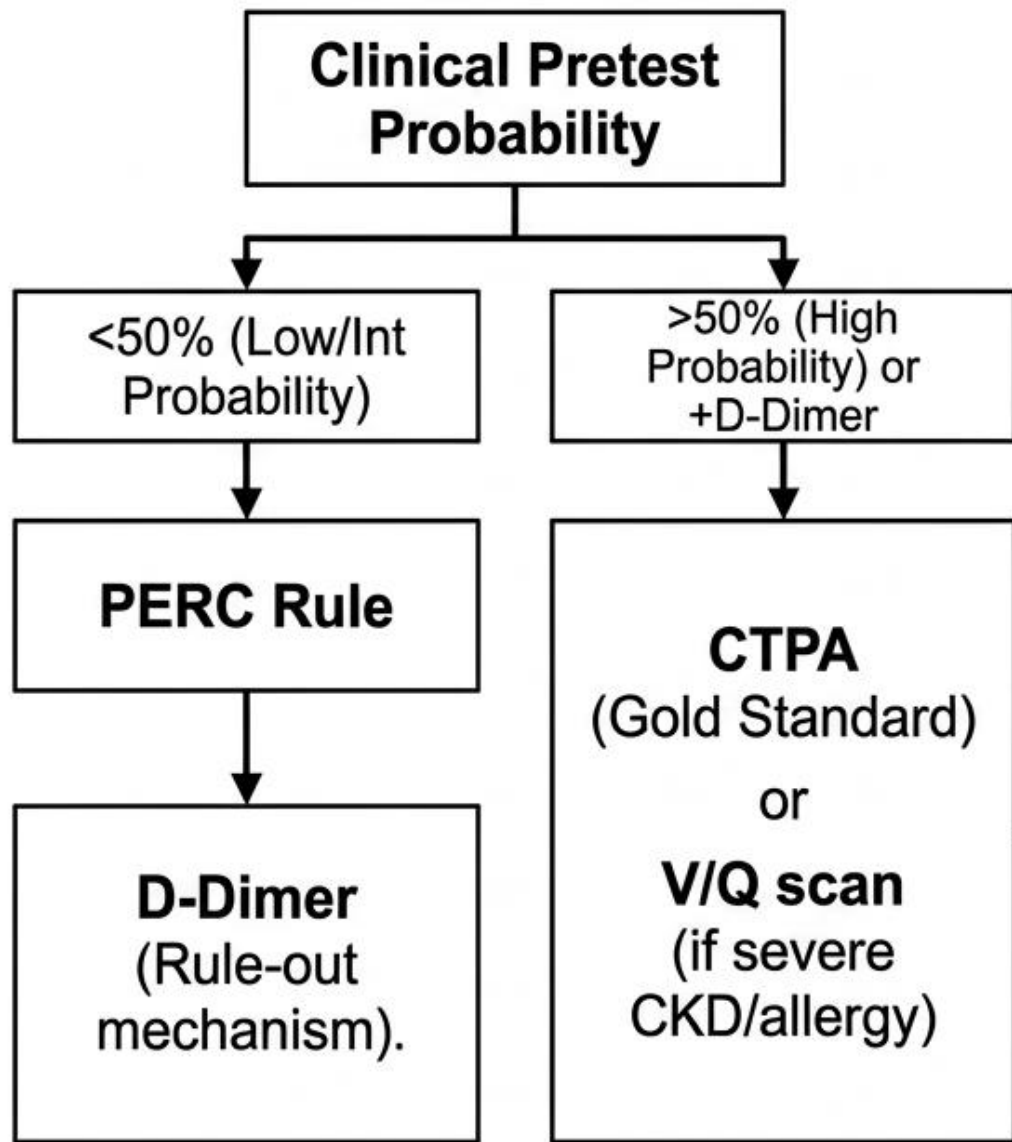 Clinical Pretest
Probability
<50% (Low/Int
Probability)
>50% (High
Probability) or
+D-Dimer
PERC Rule
CTPA
(Gold Standard)
or
V/Q scan
(if severe
CKD/allergy)
D-Dimer
(Rule-out
mechanism).